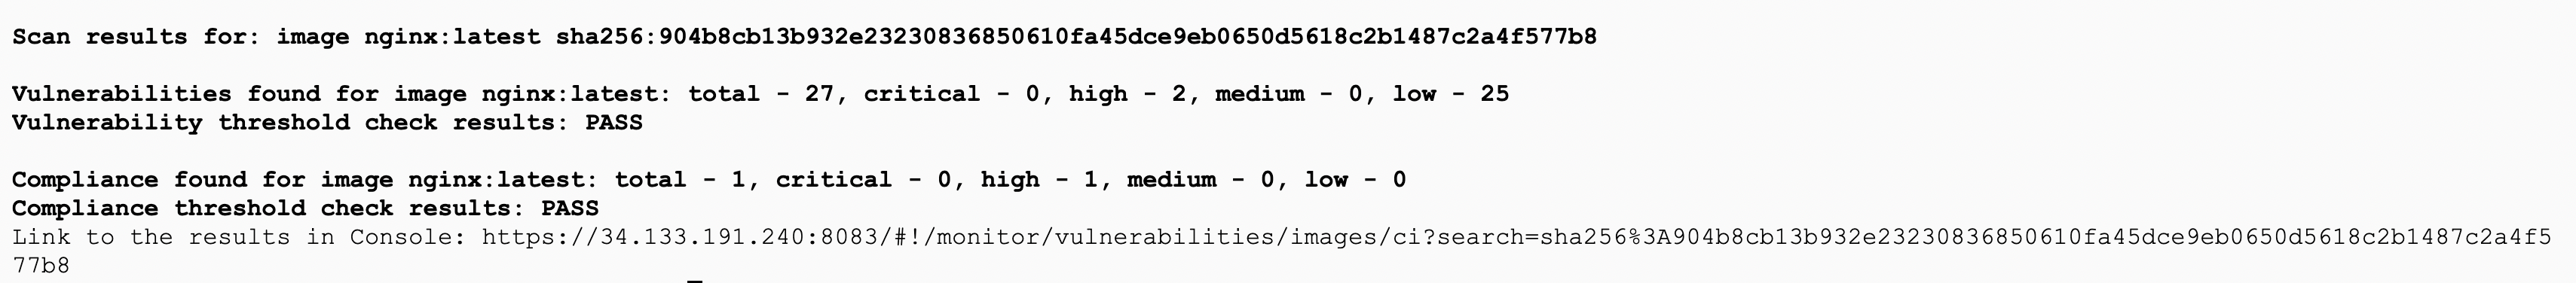 Scan results for: image nginx:latest sha256:904b8cb13b932e23230836850610fa45dce9eb0650d5618c2b1487c2a4f577b8
Vulnerabilities found for image nginx:latest: total - 27, critical - 0, high - 2, medium - 0, low - 25
Vulnerability threshold check results: PASS
Compliance found for image nginx:latest: total - 1, critical - 0, high - 1, medium - 0, low - 0
Compliance threshold check results: PASS
Link to the results in Console: https://34.133.191.240:8083/#!/monitor/vulnerabilities/images/ci?search=sha256%3A904b8cb13b932e23230836850610fa45dce9eb0650d5618c2b1487c2a4f5
77b8